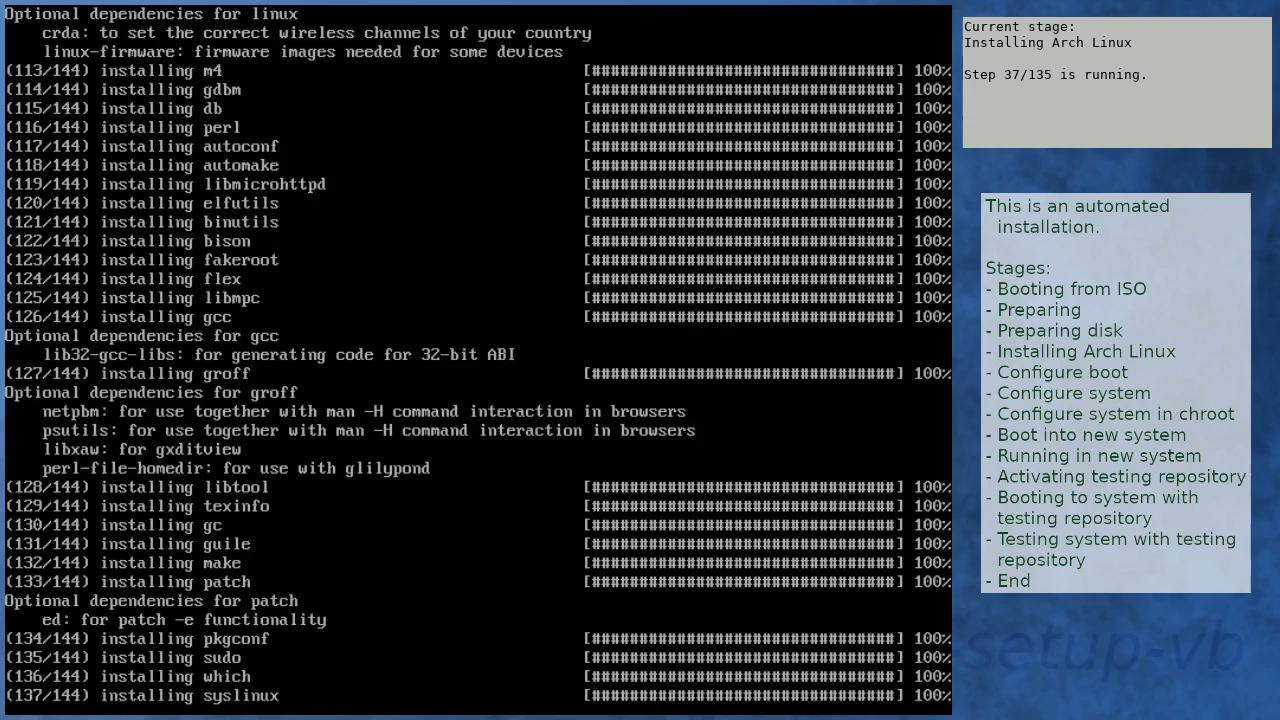 Optional dependencies for linux
crda: to set the correct wireless channels of your country
linux-firmware: firmware images needed for some devices
(113/144) installing m4 [################################] 100%
(114/144) installing gdbm [################################] 100%
(115/144) installing db [################################] 100%
(116/144) installing perl [################################] 100%
(117/144) installing autoconf [################################] 100%
(118/144) installing automake [################################] 100%
(119/144) installing libmicrohttpd [################################] 100%
(120/144) installing elfutils [################################] 100%
(121/144) installing binutils [################################] 100%
(122/144) installing bison [################################] 100%
(123/144) installing fakeroot [################################] 100%
(124/144) installing flex [################################] 100%
(125/144) installing libmpc [################################] 100%
(126/144) installing gcc [################################] 100%
Optional dependencies for gcc
lib32-gcc-libs: for generating code for 32-bit ABI
(127/144) installing groff [################################] 100%
Optional dependencies for groff
netpbm: for use together with man -H command interaction in browsers
psutils: for use together with man -H command interaction in browsers
libxaw: for gxditview
perl-file-homedir: for use with glilypond
(128/144) installing libtool [################################] 100%
(129/144) installing texinfo [################################] 100%
(130/144) installing gc [################################] 100%
(131/144) installing guile [################################] 100%
(132/144) installing make [################################] 100%
(133/144) installing patch [################################] 100%
Optional dependencies for patch
ed: for patch -e functionality
(134/144) installing pkgconf [################################] 100%
(135/144) installing sudo [################################] 100%
(136/144) installing which [################################] 100%
(137/144) installing syslinux [################################] 100%
Current stage:
Installing Arch Linux
Step 37/135 is running.
This is an automated
installation.
Stages:
- Booting from ISO
- Preparing
- Preparing disk
- Installing Arch Linux
- Configure boot
- Configure system
- Configure system in chroot
- Boot into new system
- Running in new system
- Activating testing repository
- Booting to system with
testing repository
- Testing system with testing
repository
- End
setup-vb